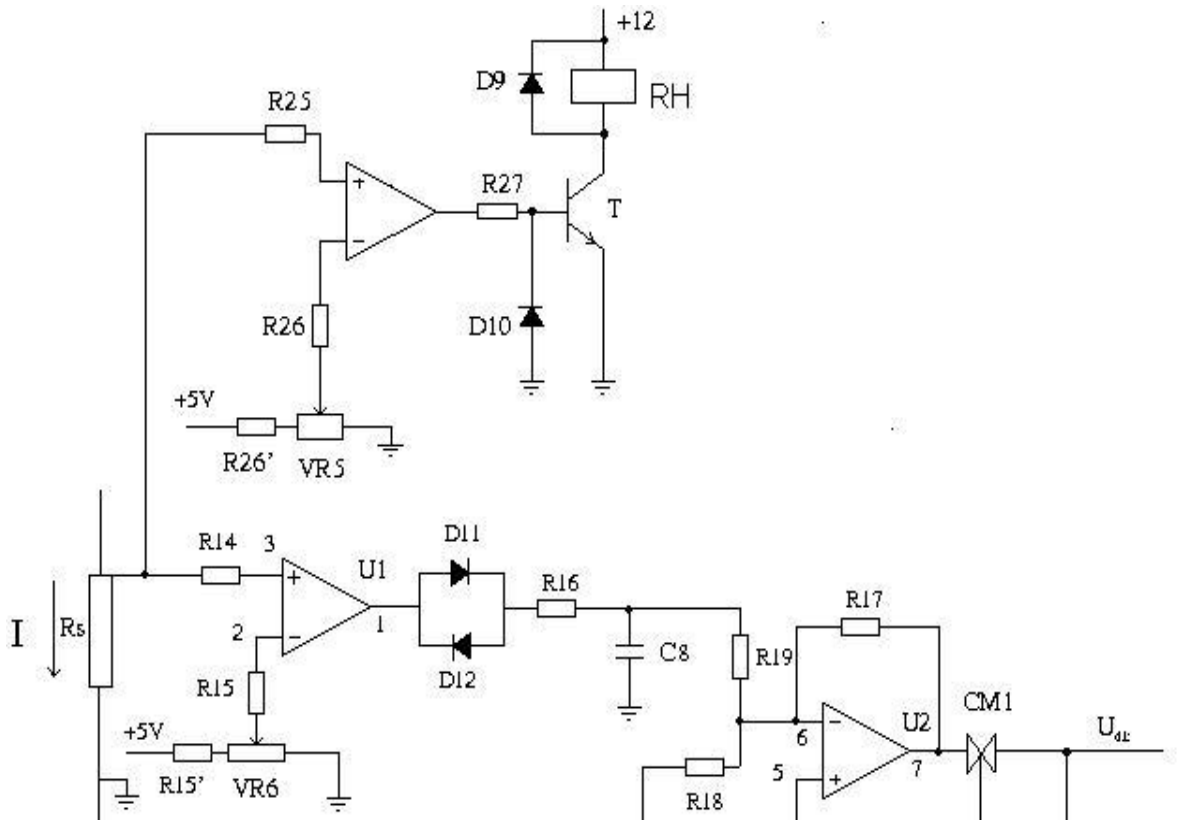 +12
D9
RH
R25
+
R27
T
−
R26
D10
+5V
R26’
VR5
R14
3
+
U1
D11
R16
R17
I
Rs
2
−
1
C8
R19
R15
D12
CM1
+5V
−
U2
6
U_dk
R15’
VR6
R18
5
+
7